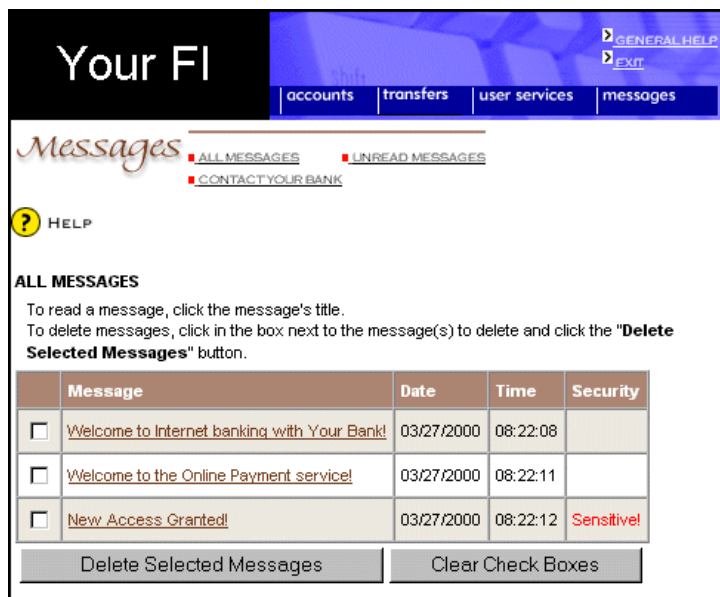 Your FI
shift
GENERAL HELP
EXIT
accounts transfers user services messages
Messages
ALL MESSAGES UNREAD MESSAGES
CONTACT YOUR BANK
? HELP
ALL MESSAGES
To read a message, click the message's title.
To delete messages, click in the box next to the message(s) to delete and click the "Delete
Selected Messages" button.
Message Date Time Security
Welcome to Internet banking with Your Bank! 03/27/2000 08:22:08
Welcome to the Online Payment service! 03/27/2000 08:22:11
New Access Granted! 03/27/2000 08:22:12 Sensitive!
Delete Selected Messages Clear Check Boxes